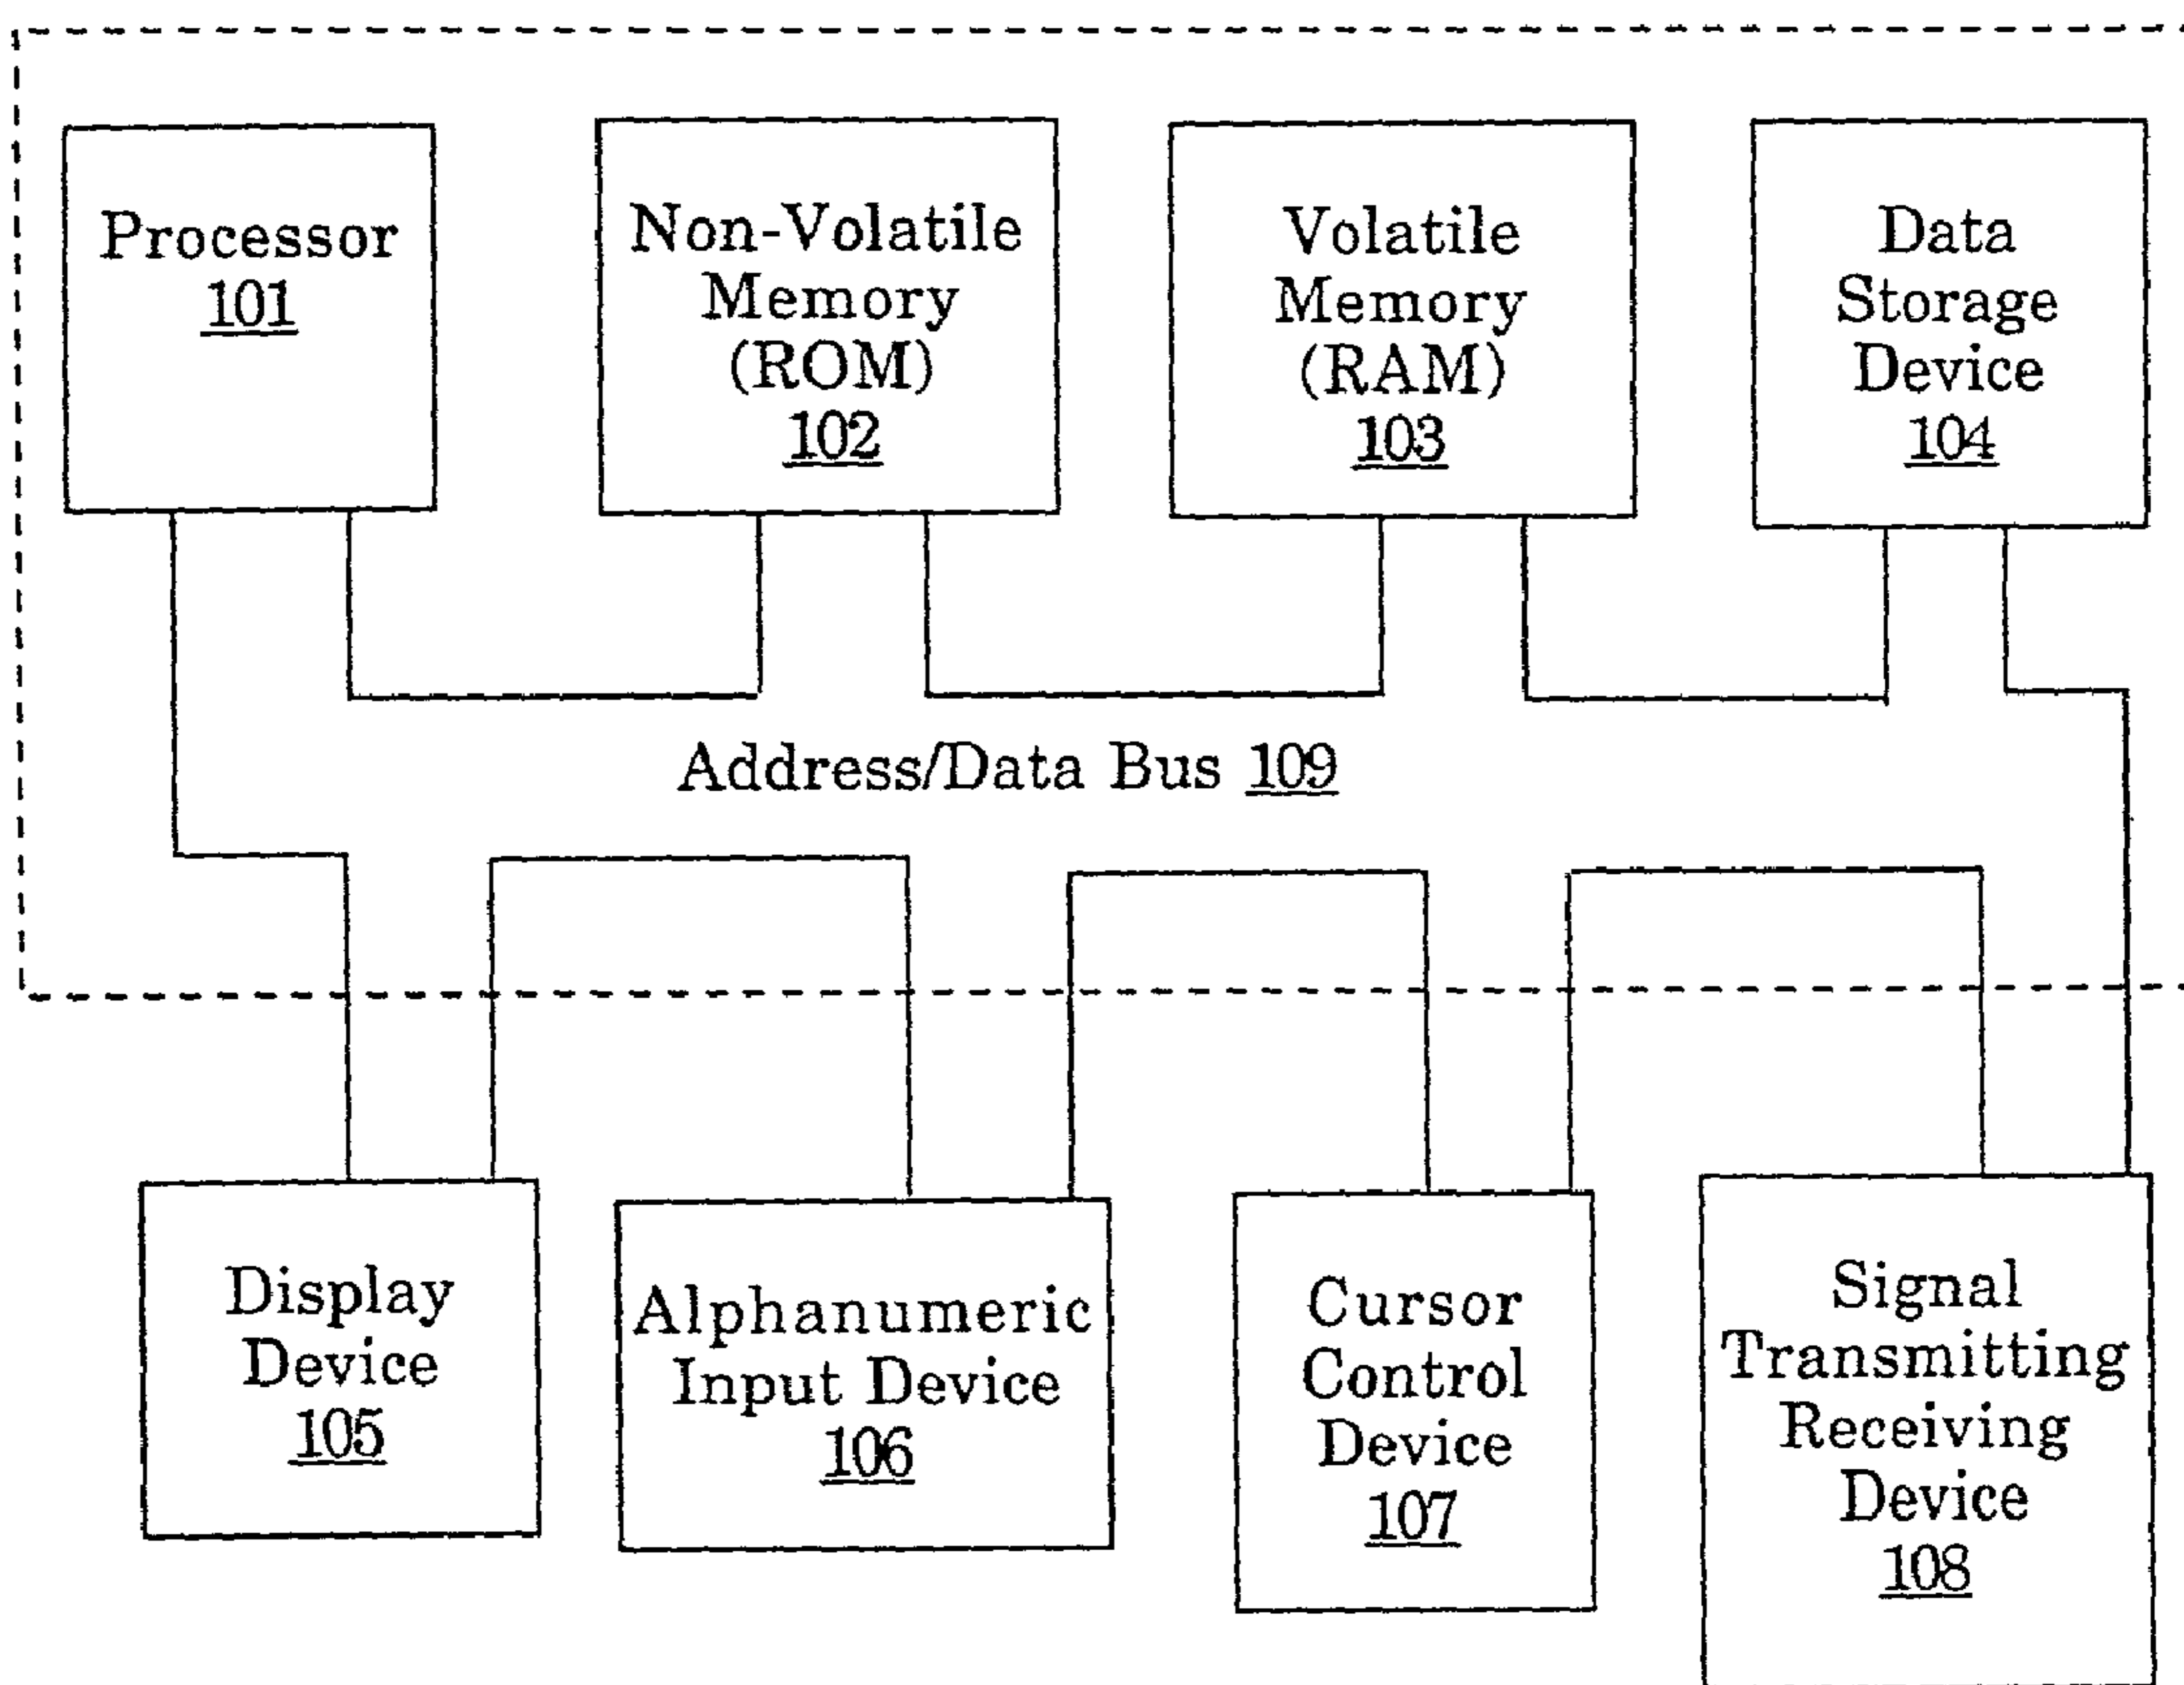 Processor
101
Non-Volatile
Memory
(ROM)
102
Volatile
Memory
(RAM)
103
Data
Storage
Device
104
Address/Data Bus 109
Display
Device
105
Alphanumeric
Input Device
106
Cursor
Control
Device
107
Signal
Transmitting
Receiving
Device
108